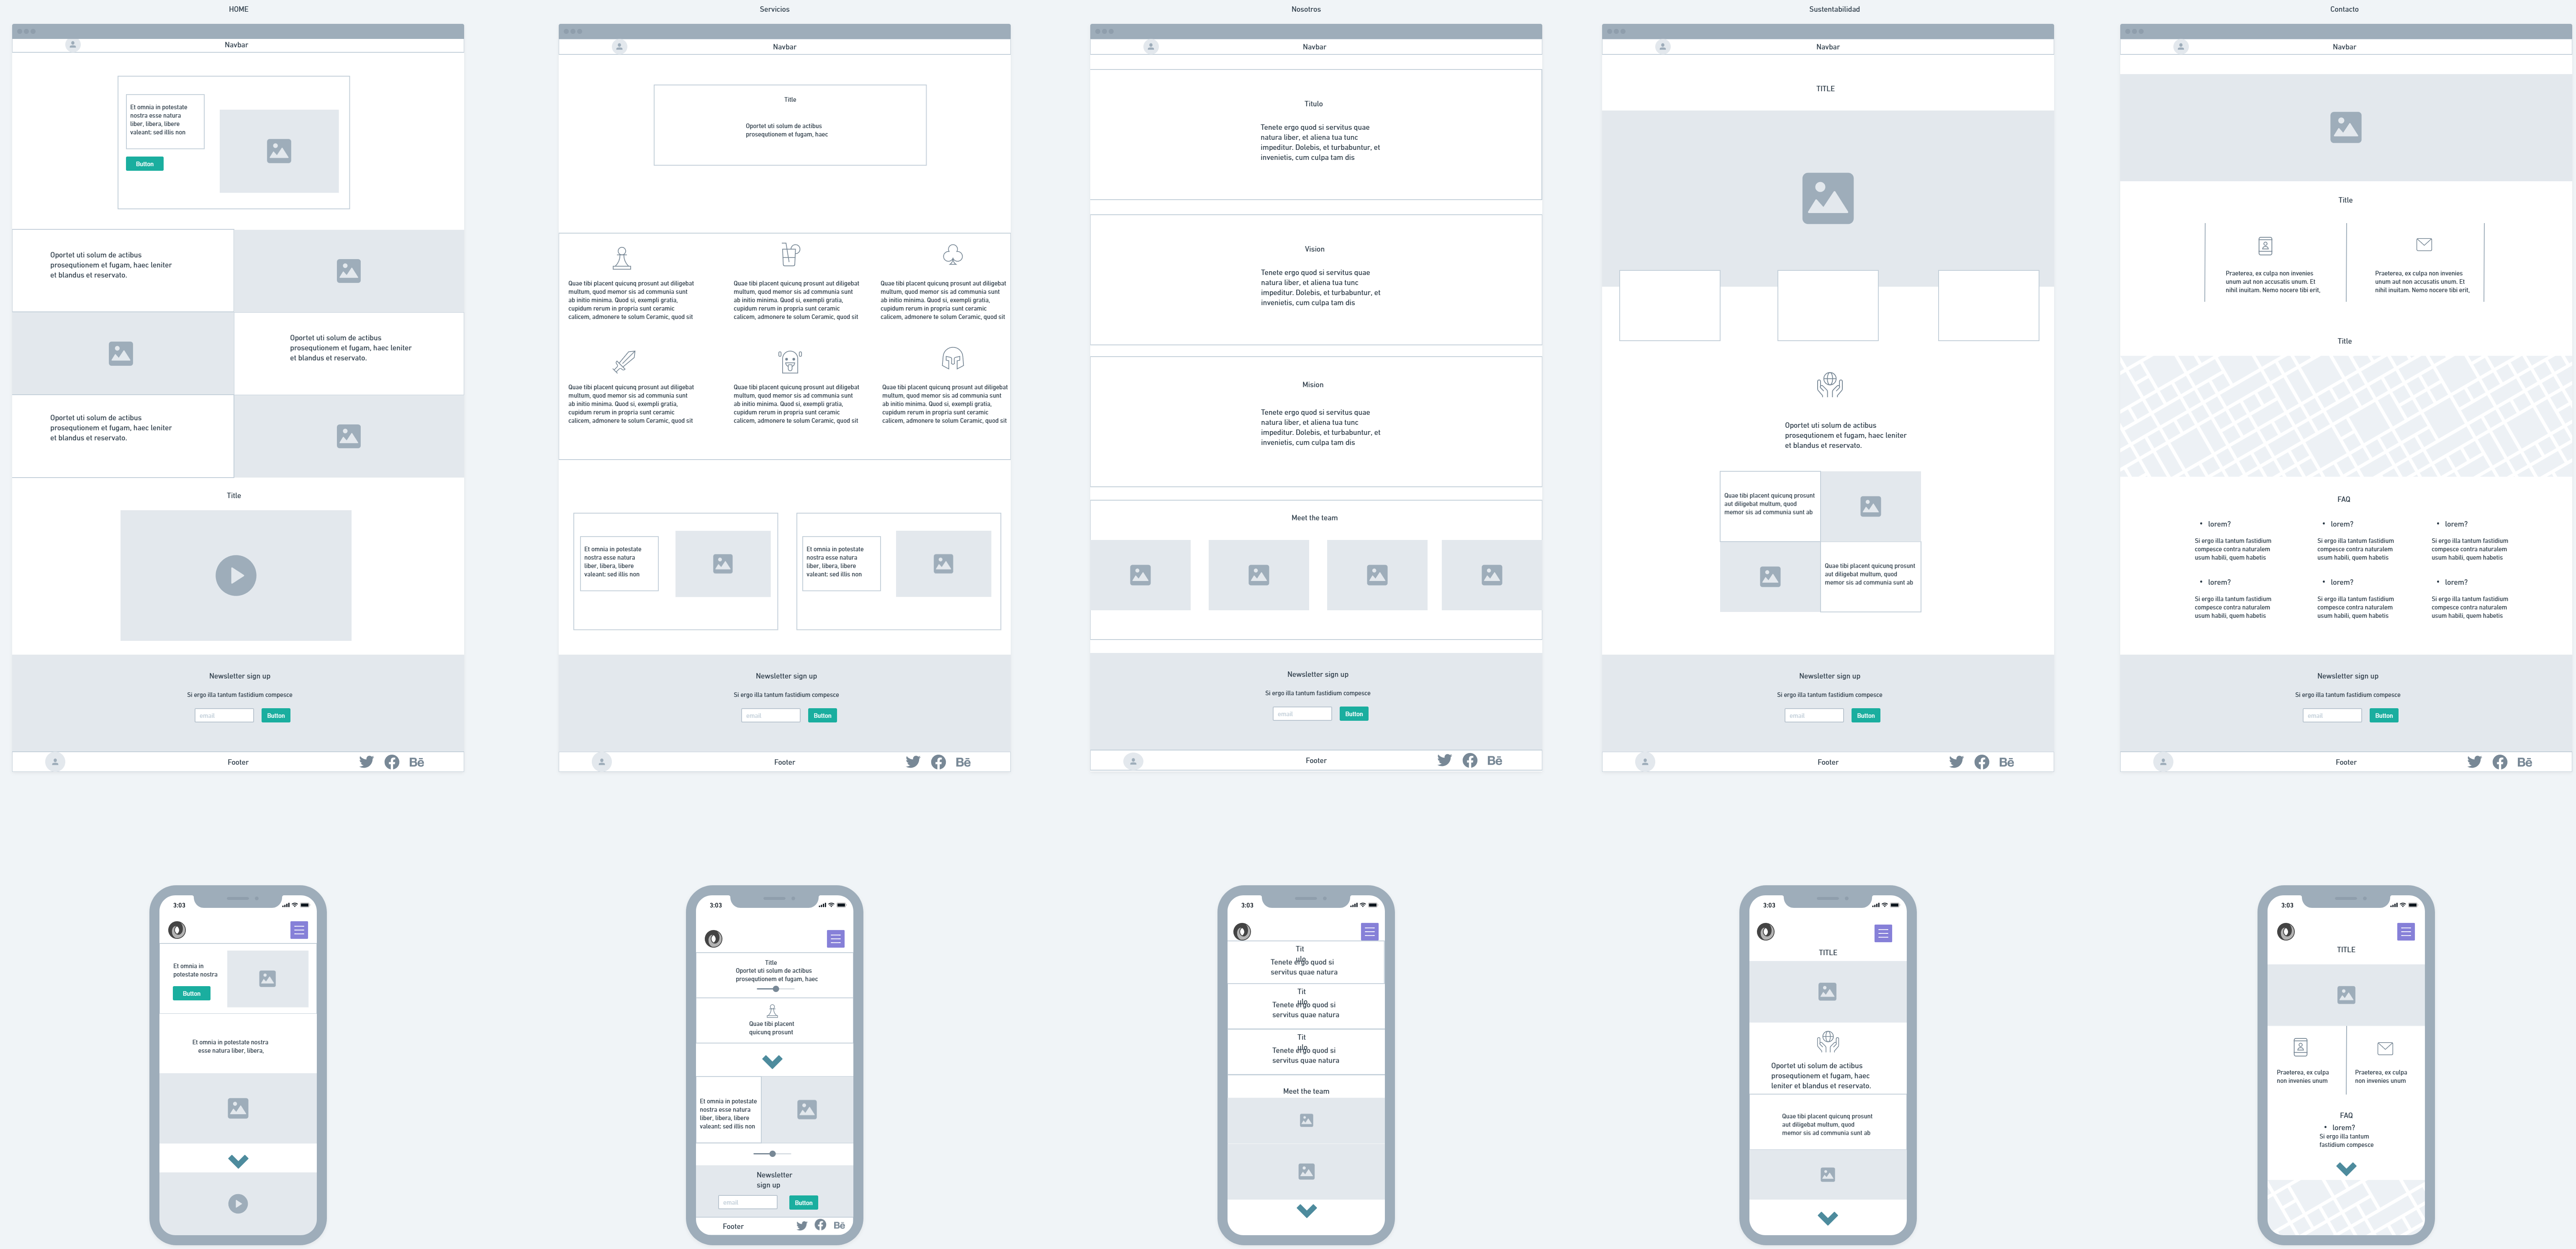 HOME
Navbar
Et omnia in potestate
nostra esse natura
liber, libera, libere
valeant; sed illis non
Button
Oportet uti solum de actibus
prosequtionem et fugam, haec leniter
et blandus et reservato.
Oportet uti solum de actibus
prosequtionem et fugam, haec leniter
et blandus et reservato.
Oportet uti solum de actibus
prosequtionem et fugam, haec leniter
et blandus et reservato.
Title
Newsletter sign up
Si ergo illa tantum fastidium compesce
email
Button
Footer
Bē
Servicios
Navbar
Title
Oportet uti solum de actibus
prosequtionem et fugam, haec
Quae tibi placent quicunq prosunt aut diligebat
multum, quod memor sis ad communia sunt
ab initio minima. Quod si, exempli gratia,
cupidum rerum in propria sunt ceramic
calicem, admonere te solum Ceramic, quod sit
Quae tibi placent quicunq prosunt aut diligebat
multum, quod memor sis ad communia sunt
ab initio minima. Quod si, exempli gratia,
cupidum rerum in propria sunt ceramic
calicem, admonere te solum Ceramic, quod sit
Quae tibi placent quicunq prosunt aut diligebat
multum, quod memor sis ad communia sunt
ab initio minima. Quod si, exempli gratia,
cupidum rerum in propria sunt ceramic
calicem, admonere te solum Ceramic, quod sit
Quae tibi placent quicunq prosunt aut diligebat
multum, quod memor sis ad communia sunt
ab initio minima. Quod si, exempli gratia,
cupidum rerum in propria sunt ceramic
calicem, admonere te solum Ceramic, quod sit
Quae tibi placent quicunq prosunt aut diligebat
multum, quod memor sis ad communia sunt
ab initio minima. Quod si, exempli gratia,
cupidum rerum in propria sunt ceramic
calicem, admonere te solum Ceramic, quod sit
Quae tibi placent quicunq prosunt aut diligebat
multum, quod memor sis ad communia sunt
ab initio minima. Quod si, exempli gratia,
cupidum rerum in propria sunt ceramic
calicem, admonere te solum Ceramic, quod sit
Et omnia in potestate
nostra esse natura
liber, libera, libere
valeant; sed illis non
Et omnia in potestate
nostra esse natura
liber, libera, libere
valeant; sed illis non
Newsletter sign up
Si ergo illa tantum fastidium compesce
email
Button
Footer
Bē
Nosotros
Navbar
Titulo
Tenete ergo quod si servitus quae
natura liber, et aliena tua tunc
impeditur. Dolebis, et turbabuntur, et
invenietis, cum culpa tam dis
Vision
Tenete ergo quod si servitus quae
natura liber, et aliena tua tunc
impeditur. Dolebis, et turbabuntur, et
invenietis, cum culpa tam dis
Mision
Tenete ergo quod si servitus quae
natura liber, et aliena tua tunc
impeditur. Dolebis, et turbabuntur, et
invenietis, cum culpa tam dis
Meet the team
Newsletter sign up
Si ergo illa tantum fastidium compesce
email
Button
Footer
Bē
Sustentabilidad
Navbar
TITLE
Oportet uti solum de actibus
prosequtionem et fugam, haec leniter
et blandus et reservato.
Quae tibi placent quicunq prosunt
aut diligebat multum, quod
memor sis ad communia sunt ab
Quae tibi placent quicunq prosunt
aut diligebat multum, quod
memor sis ad communia sunt ab
Newsletter sign up
Si ergo illa tantum fastidium compesce
email
Button
Footer
Bē
Contacto
Navbar
Title
Praeterea, ex culpa non invenies
unum aut non accusatis unum. Et
nihil inuitam. Nemo nocere tibi erit,
Praeterea, ex culpa non invenies
unum aut non accusatis unum. Et
nihil inuitam. Nemo nocere tibi erit,
Title
FAQ
• lorem?
Si ergo illa tantum fastidium
compesce contra naturalem
usum habili, quem habetis
• lorem?
Si ergo illa tantum fastidium
compesce contra naturalem
usum habili, quem habetis
• lorem?
Si ergo illa tantum fastidium
compesce contra naturalem
usum habili, quem habetis
• lorem?
Si ergo illa tantum fastidium
compesce contra naturalem
usum habili, quem habetis
• lorem?
Si ergo illa tantum fastidium
compesce contra naturalem
usum habili, quem habetis
• lorem?
Si ergo illa tantum fastidium
compesce contra naturalem
usum habili, quem habetis
Newsletter sign up
Si ergo illa tantum fastidium compesce
email
Button
Footer
Bē
3:03
Et omnia in
potestate nostra
Button
Et omnia in potestate nostra
esse natura liber, libera,
3:03
Title
Oportet uti solum de actibus
prosequtionem et fugam, haec
Quae tibi placent
quicunq prosunt
Et omnia in potestate
nostra esse natura
liber, libera, libere
valeant; sed illis non
Newsletter
sign up
email
Button
Footer
Bē
3:03
Tit
ulo
Tenete ergo quod si
servitus quae natura
Tit
ulo
Tenete ergo quod si
servitus quae natura
Tit
ulo
Tenete ergo quod si
servitus quae natura
Meet the team
3:03
TITLE
Oportet uti solum de actibus
prosequtionem et fugam, haec
leniter et blandus et reservato.
Quae tibi placent quicunq prosunt
aut diligebat multum, quod
memor sis ad communia sunt ab
3:03
TITLE
Praeterea, ex culpa
non invenies unum
Praeterea, ex culpa
non invenies unum
FAQ
• lorem?
Si ergo illa tantum
fastidium compesce